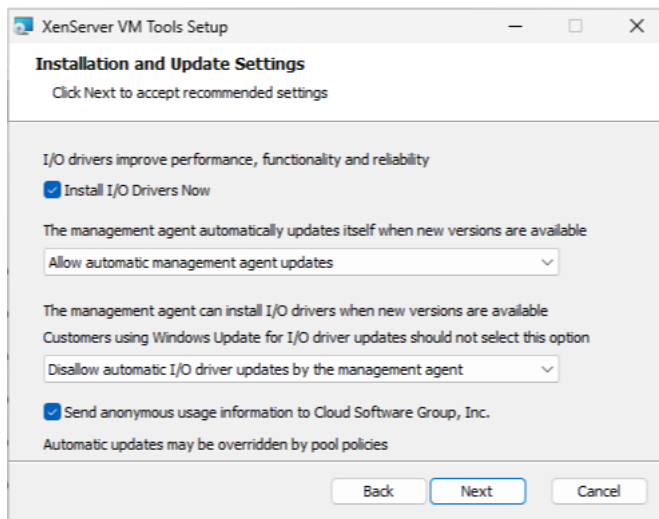 XenServer VM Tools Setup
Installation and Update Settings
Click Next to accept recommended settings
I/O drivers improve performance, functionality and reliability
Install I/O Drivers Now
The management agent automatically updates itself when new versions are available
Allow automatic management agent updates
The management agent can install I/O drivers when new versions are available
Customers using Windows Update for I/O driver updates should not select this option
Disallow automatic I/O driver updates by the management agent
Send anonymous usage information to Cloud Software Group, Inc.
Automatic updates may be overridden by pool policies
Back Next Cancel